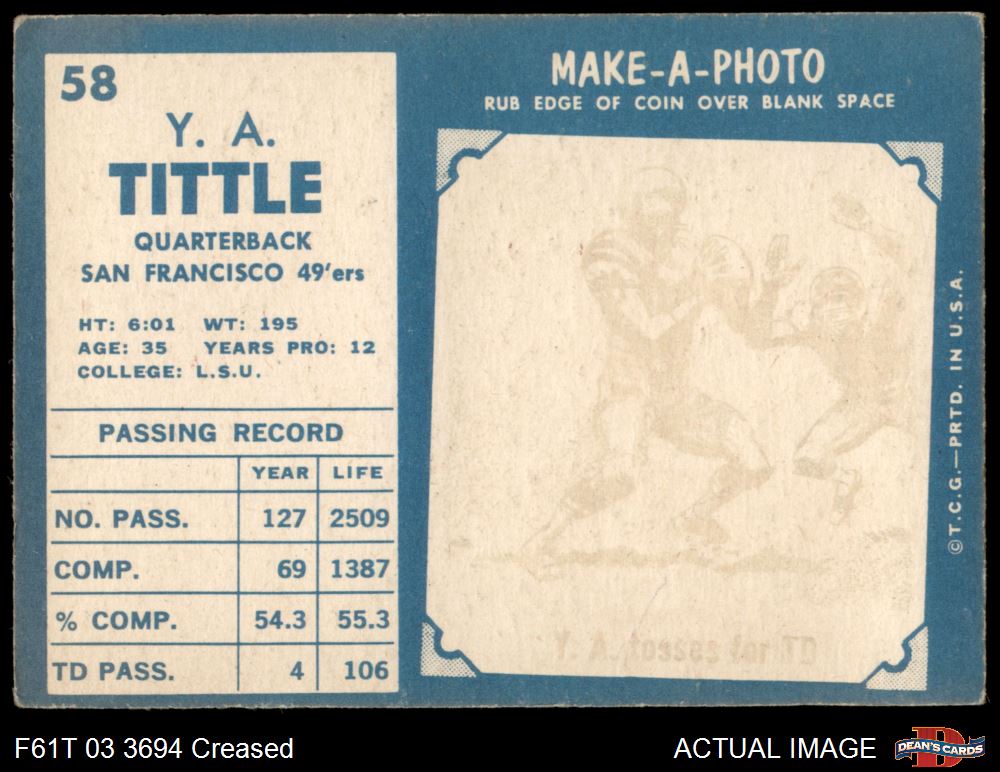 58
Y. A.
TITTLE
QUARTERBACK
SAN FRANCISCO 49'ers
HT: 6:01 WT: 195
AGE: 35 YEARS PRO: 12
COLLEGE: L.S.U.
PASSING RECORD
YEAR LIFE
NO. PASS. 127 2509
COMP. 69 1387
% COMP. 54.3 55.3
TD PASS. 4 106
MAKE-A-PHOTO
RUB EDGE OF COIN OVER BLANK SPACE
Y. A. tosses for TD
©T.C.G.—PRTD. IN U.S.A.
F61T 03 3694 Creased
ACTUAL IMAGE
DEAN'S CARDS